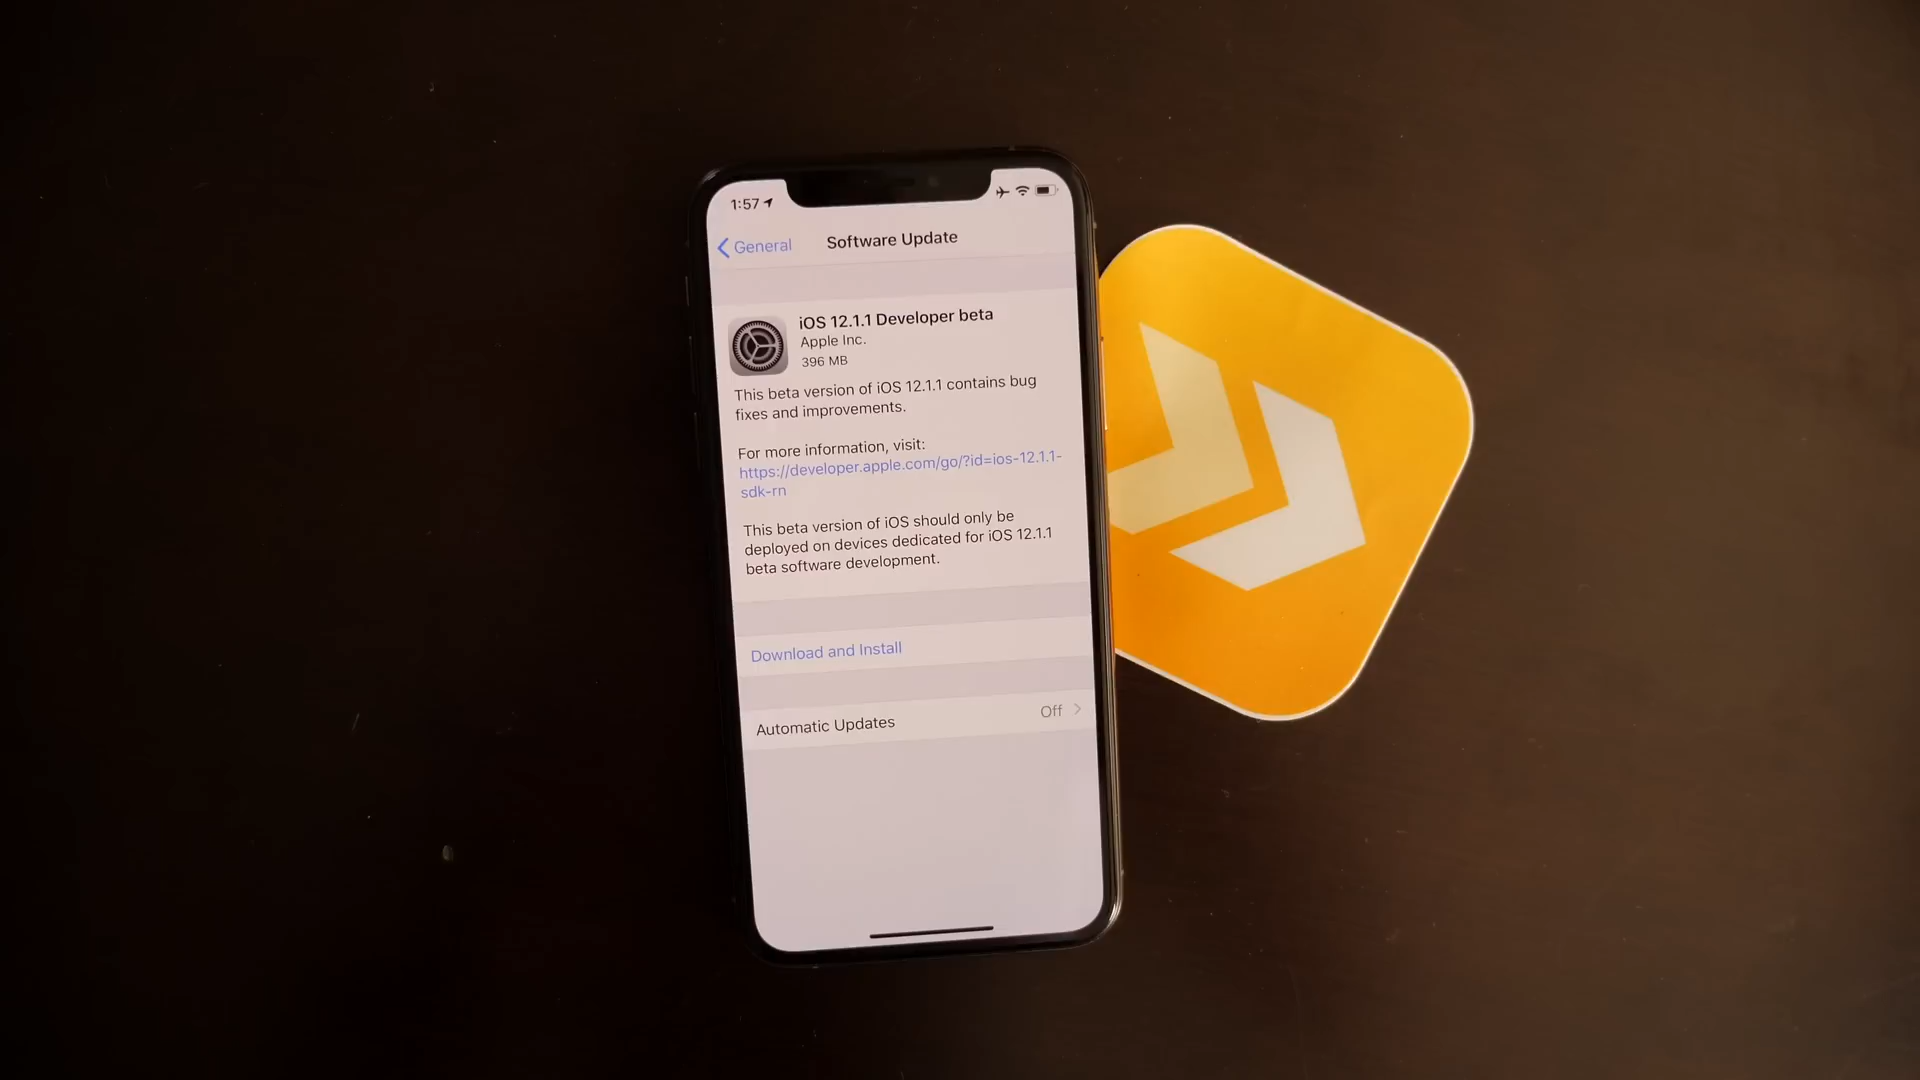 1:57
General
Software Update
iOS 12.1.1 Developer beta
Apple Inc.
396 MB
This beta version of iOS 12.1.1 contains bug
fixes and improvements.
For more information, visit:
https://developer.apple.com/go/?id=ios-12.1.1-
sdk-rn
This beta version of iOS should only be
deployed on devices dedicated for iOS 12.1.1
beta software development.
Download and Install
Automatic Updates Off